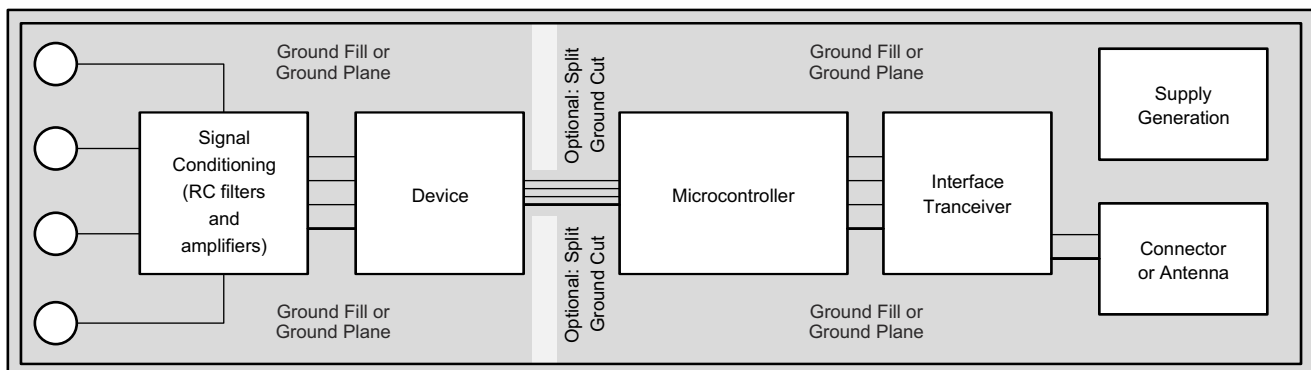 Ground Fill or
Ground Plane
Optional: Split
Ground Cut
Ground Fill or
Ground Plane
Supply
Generation
Signal
Conditioning
(RC filters
and
amplifiers)
Device
Microcontroller
Interface
Tranceiver
Connector
or Antenna
Ground Fill or
Ground Plane
Optional: Split
Ground Cut
Ground Fill or
Ground Plane